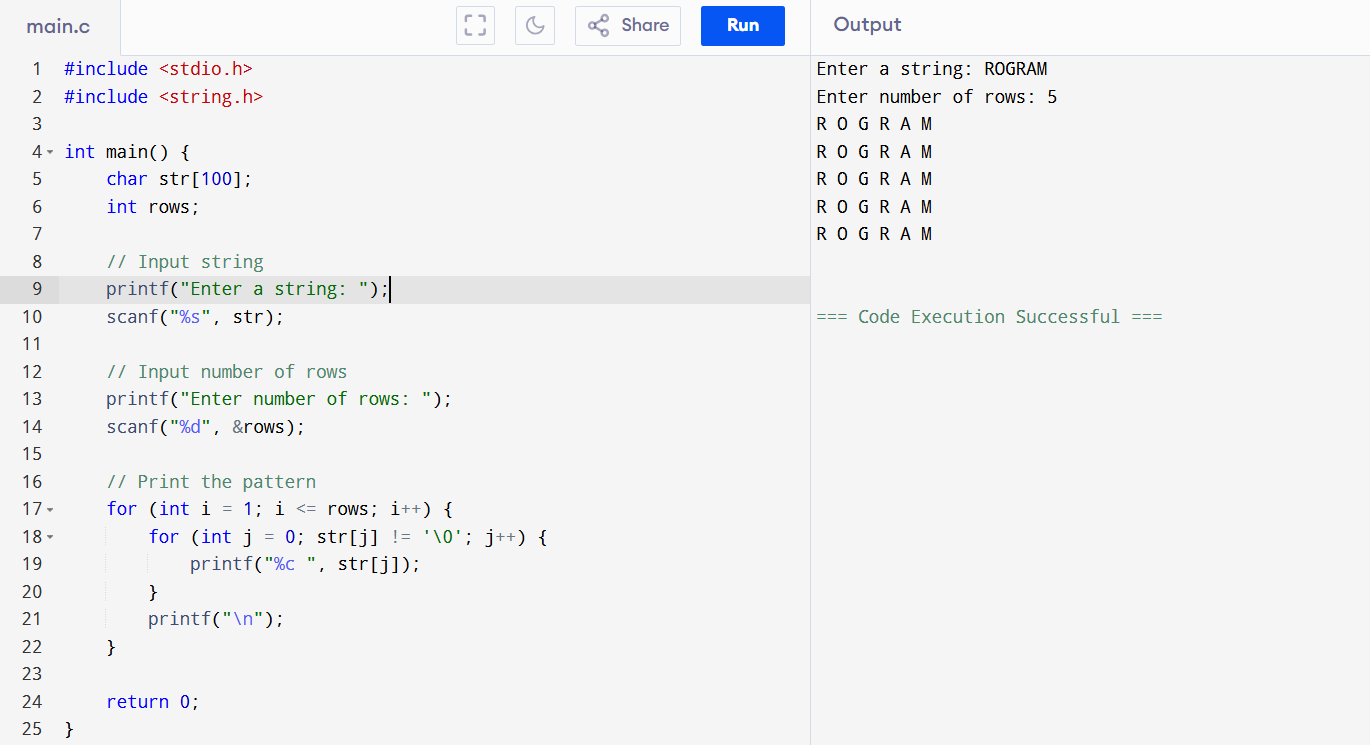 main.c
Share
Run
Output
1 #include <stdio.h>
2 #include <string.h>
3
4 int main() {
5     char str[100];
6     int rows;
7
8     // Input string
9     printf("Enter a string: ");
10     scanf("%s", str);
11
12     // Input number of rows
13     printf("Enter number of rows: ");
14     scanf("%d", &rows);
15
16     // Print the pattern
17     for (int i = 1; i <= rows; i++) {
18         for (int j = 0; str[j] != '\0'; j++) {
19             printf("%c ", str[j]);
20         }
21         printf("\n");
22     }
23
24     return 0;
25 }
Enter a string: ROGRAM
Enter number of rows: 5
R O G R A M
R O G R A M
R O G R A M
R O G R A M
R O G R A M
=== Code Execution Successful ===